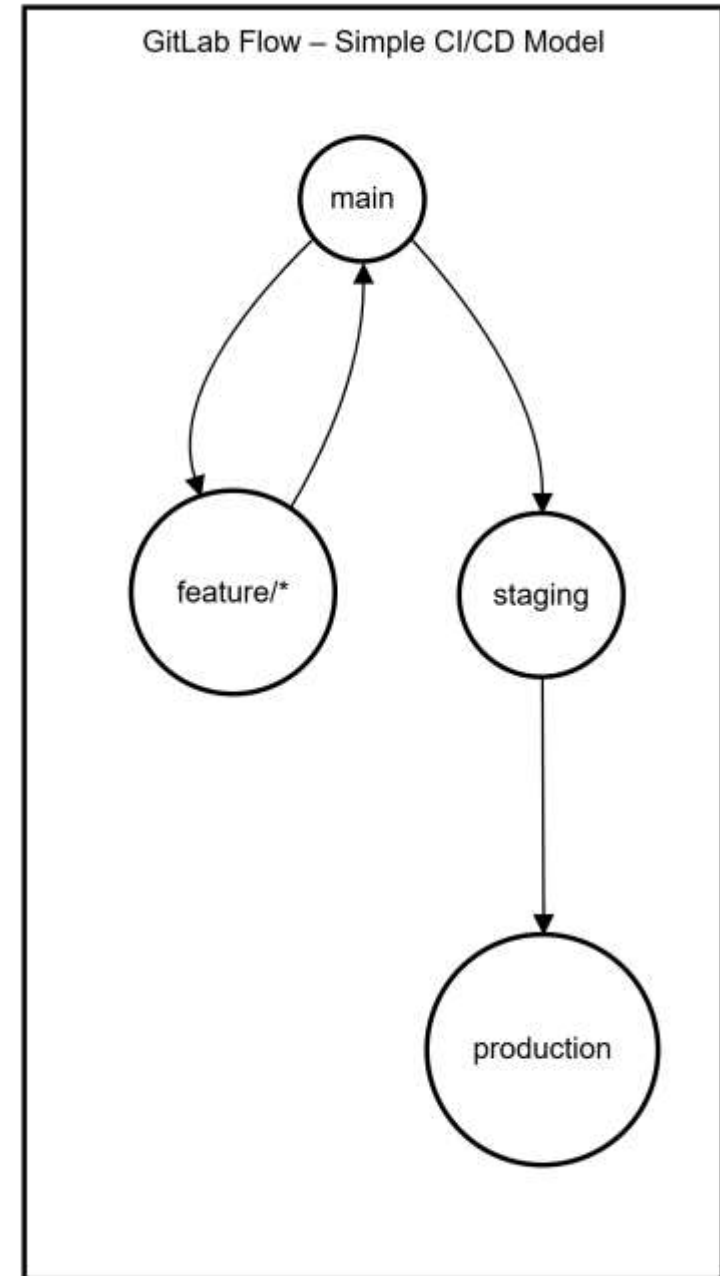 GitLab Flow – Simple CI/CD Model
main
feature/*
staging
production